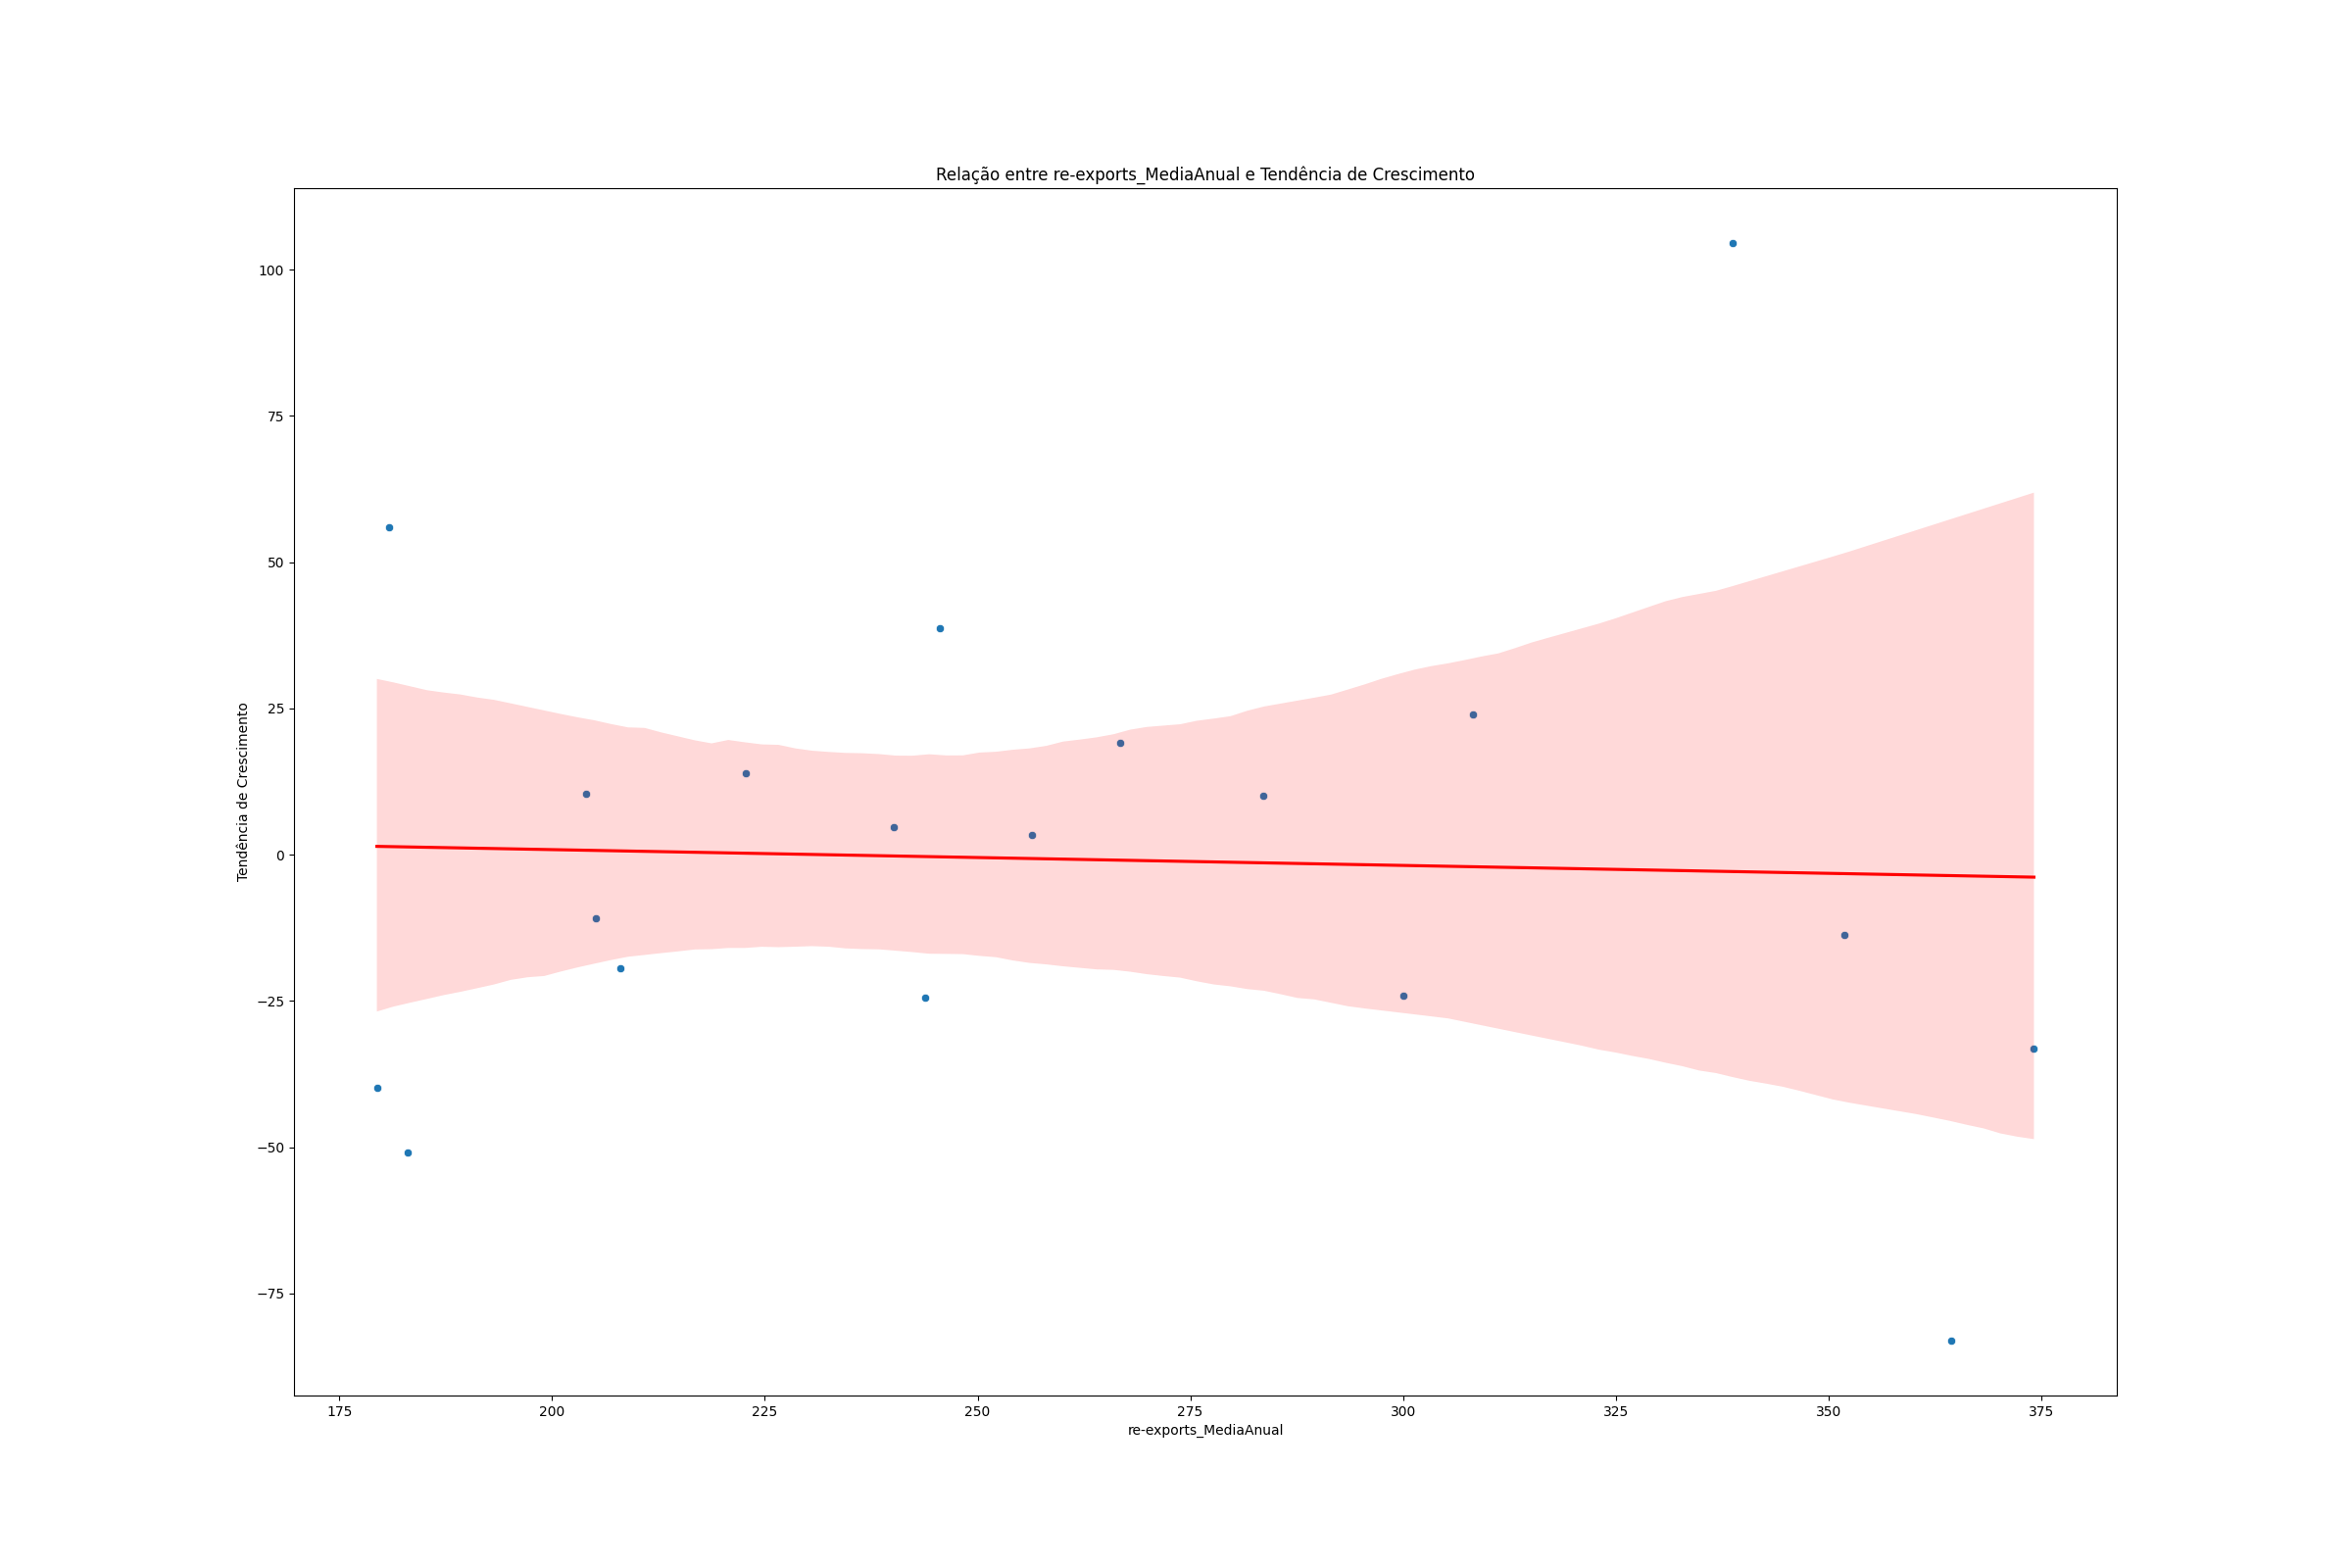 Relação entre re-exports_MediaAnual e Tendência de Crescimento
100
75
50
25
0
−25
−50
−75
Tendência de Crescimento
175 200 225 250 275 300 325 350 375
re-exports_MediaAnual